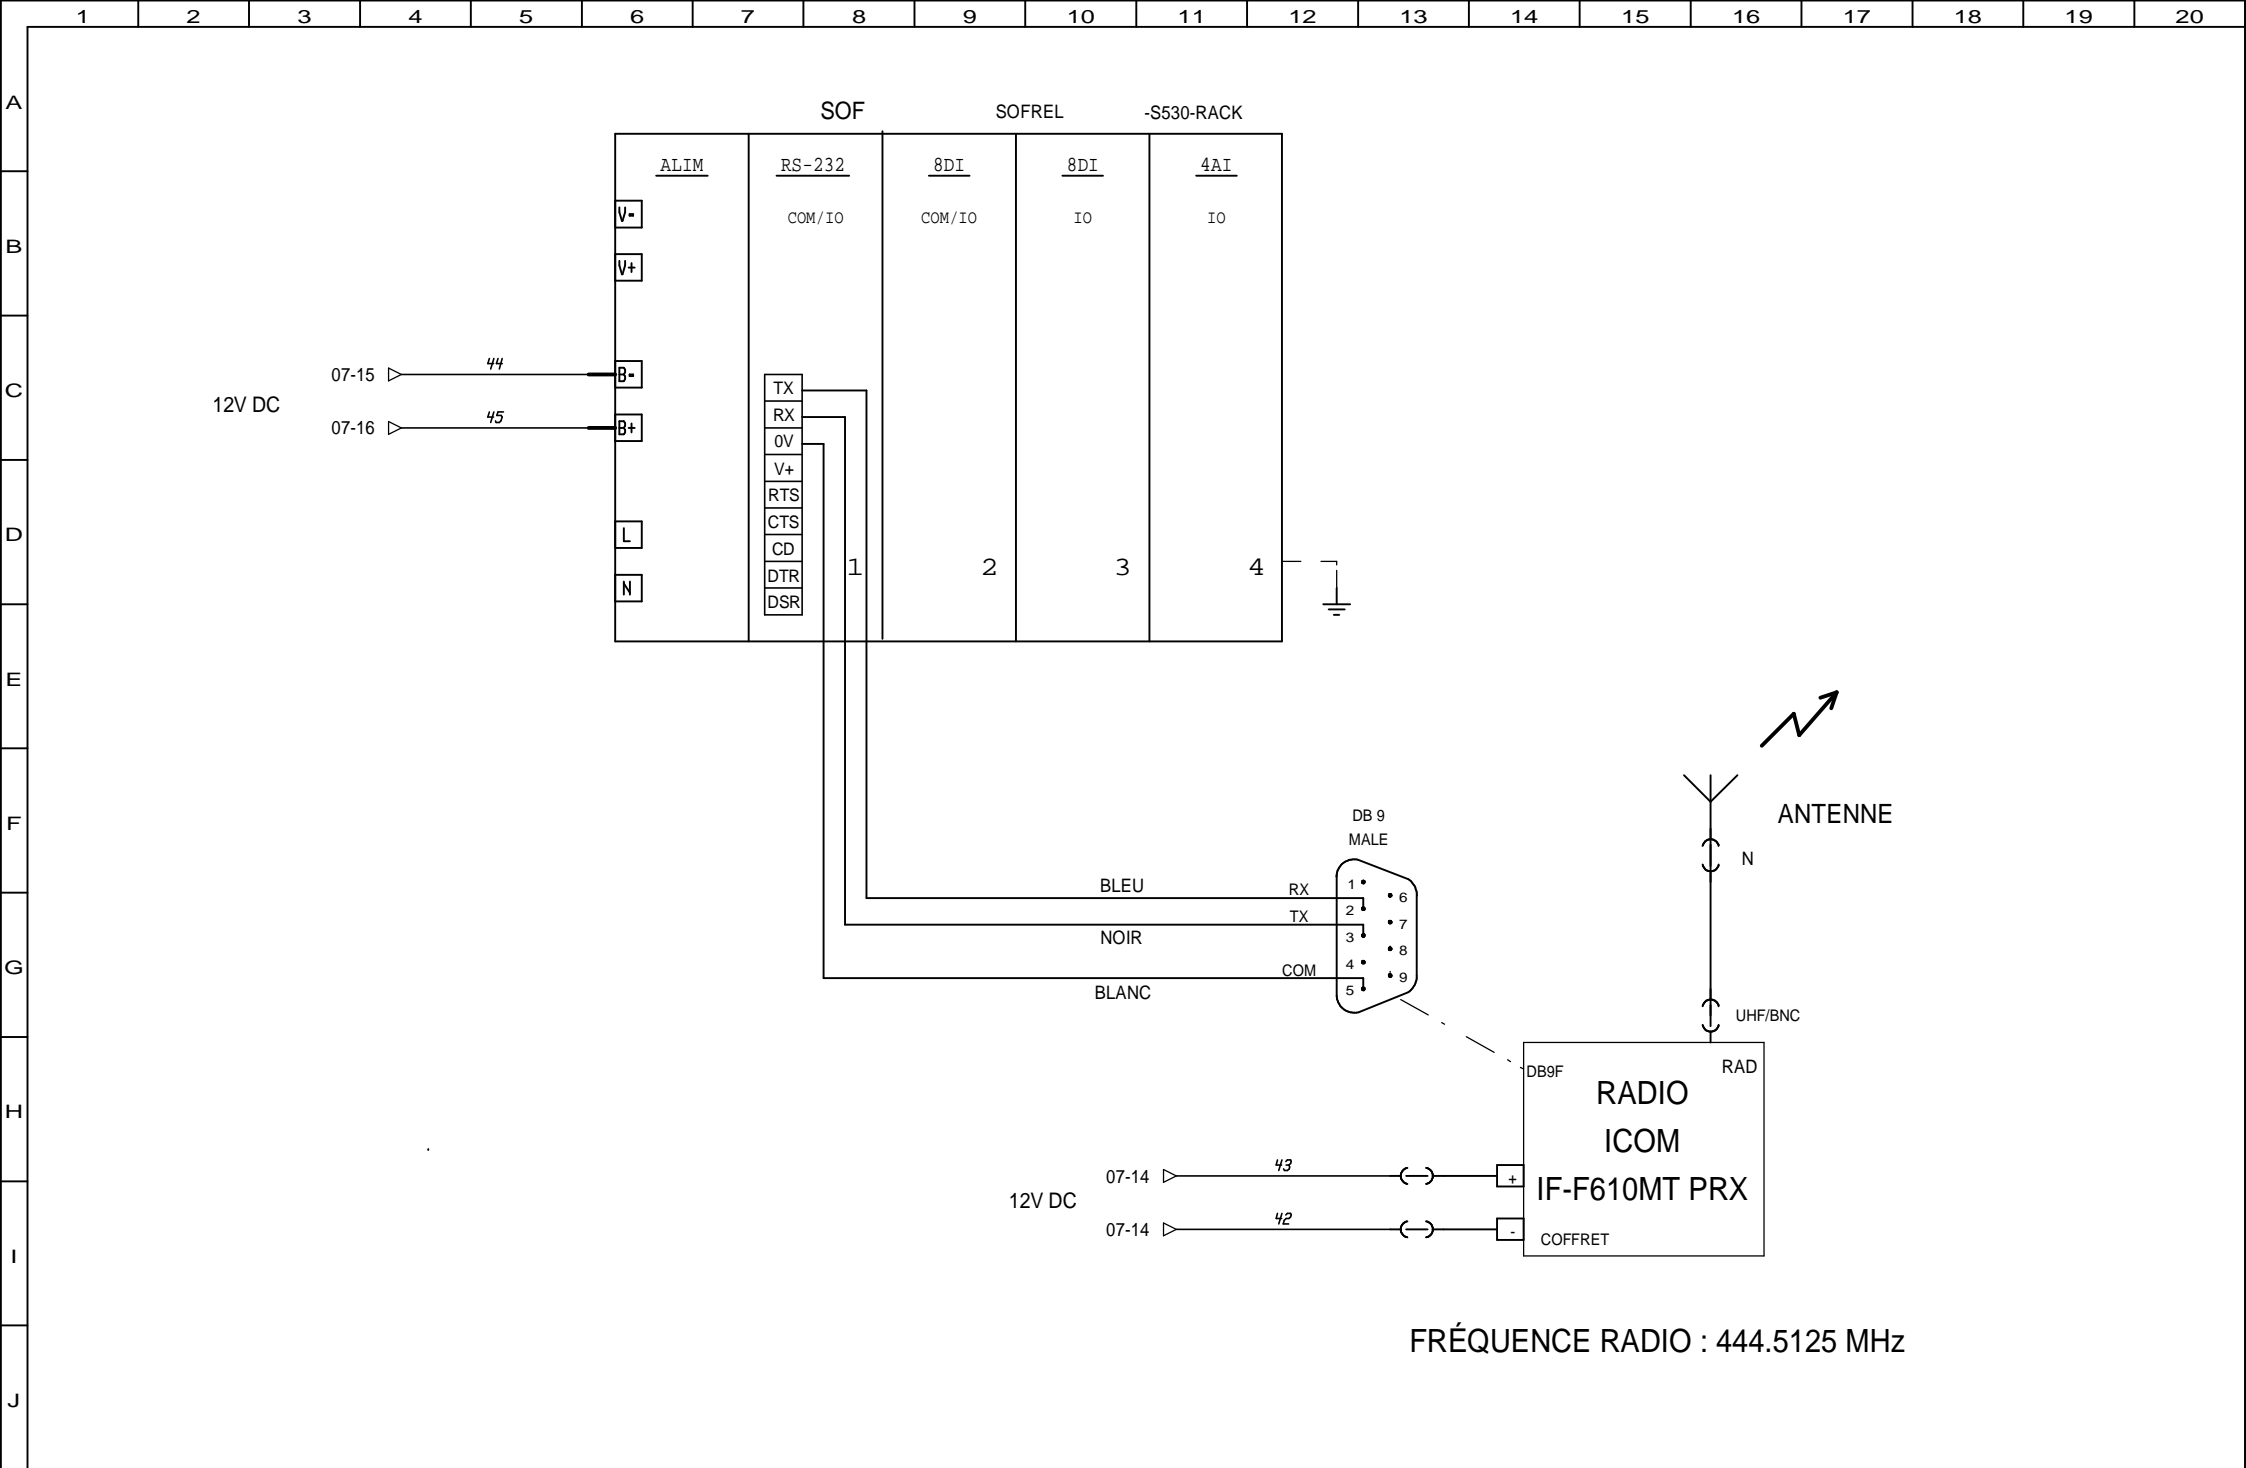 1 2 3 4 5 6 7 8 9 10 11 12 13 14 15 16 17 18 19 20
A
SOF SOFREL -S530-RACK
ALIM RS-232 8DI 8DI 4AI
COM/IO COM/IO IO IO
V-
B
V+
07-15 44 B-
12V DC
C
07-16 45 B+
TX
RX
0V
V+
RTS
CTS
CD
DTR
DSR
D
L
N
1 2 3 4
E
F
ANTENNE
N
DB 9
MALE
BLEU RX
TX
NOIR
COM
BLANC
1
2
3
4
5
6
7
8
9
G
UHF/BNC
DB9F RAD
RADIO
ICOM
IF-F610MT PRX
COFFRET
H
07-14 43 +
12V DC
07-14 42 -
I
FRÉQUENCE RADIO : 444.5125 MHz
J